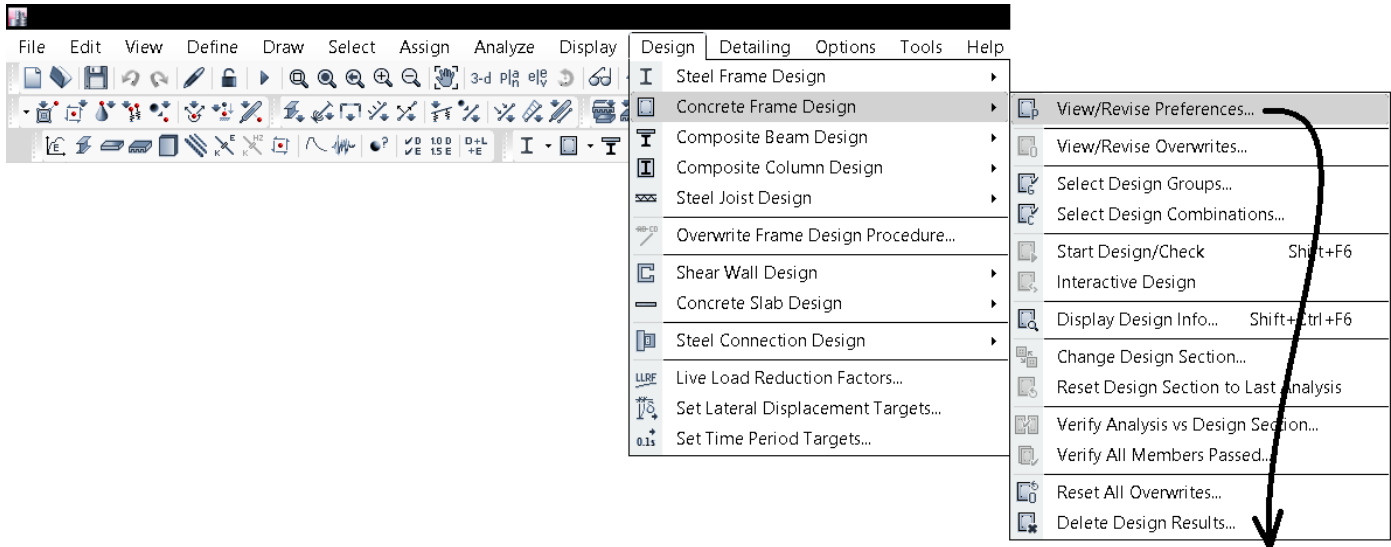 File Edit View Define Draw Select Assign Analyze Display Design Detailing Options Tools Help
3-d
Steel Frame Design
Concrete Frame Design
Composite Beam Design
Composite Column Design
Steel Joist Design
Overwrite Frame Design Procedure...
Shear Wall Design
Concrete Slab Design
Steel Connection Design
LLRF Live Load Reduction Factors...
Set Lateral Displacement Targets...
0.1s Set Time Period Targets...
View/Revise Preferences...
View/Revise Overwrites...
Select Design Groups...
Select Design Combinations...
Start Design/Check Shift+F6
Interactive Design
Display Design Info... Shift+Ctrl+F6
Change Design Section...
Reset Design Section to Last Analysis
Verify Analysis vs Design Section...
Verify All Members Passed...
Reset All Overwrites...
Delete Design Results...